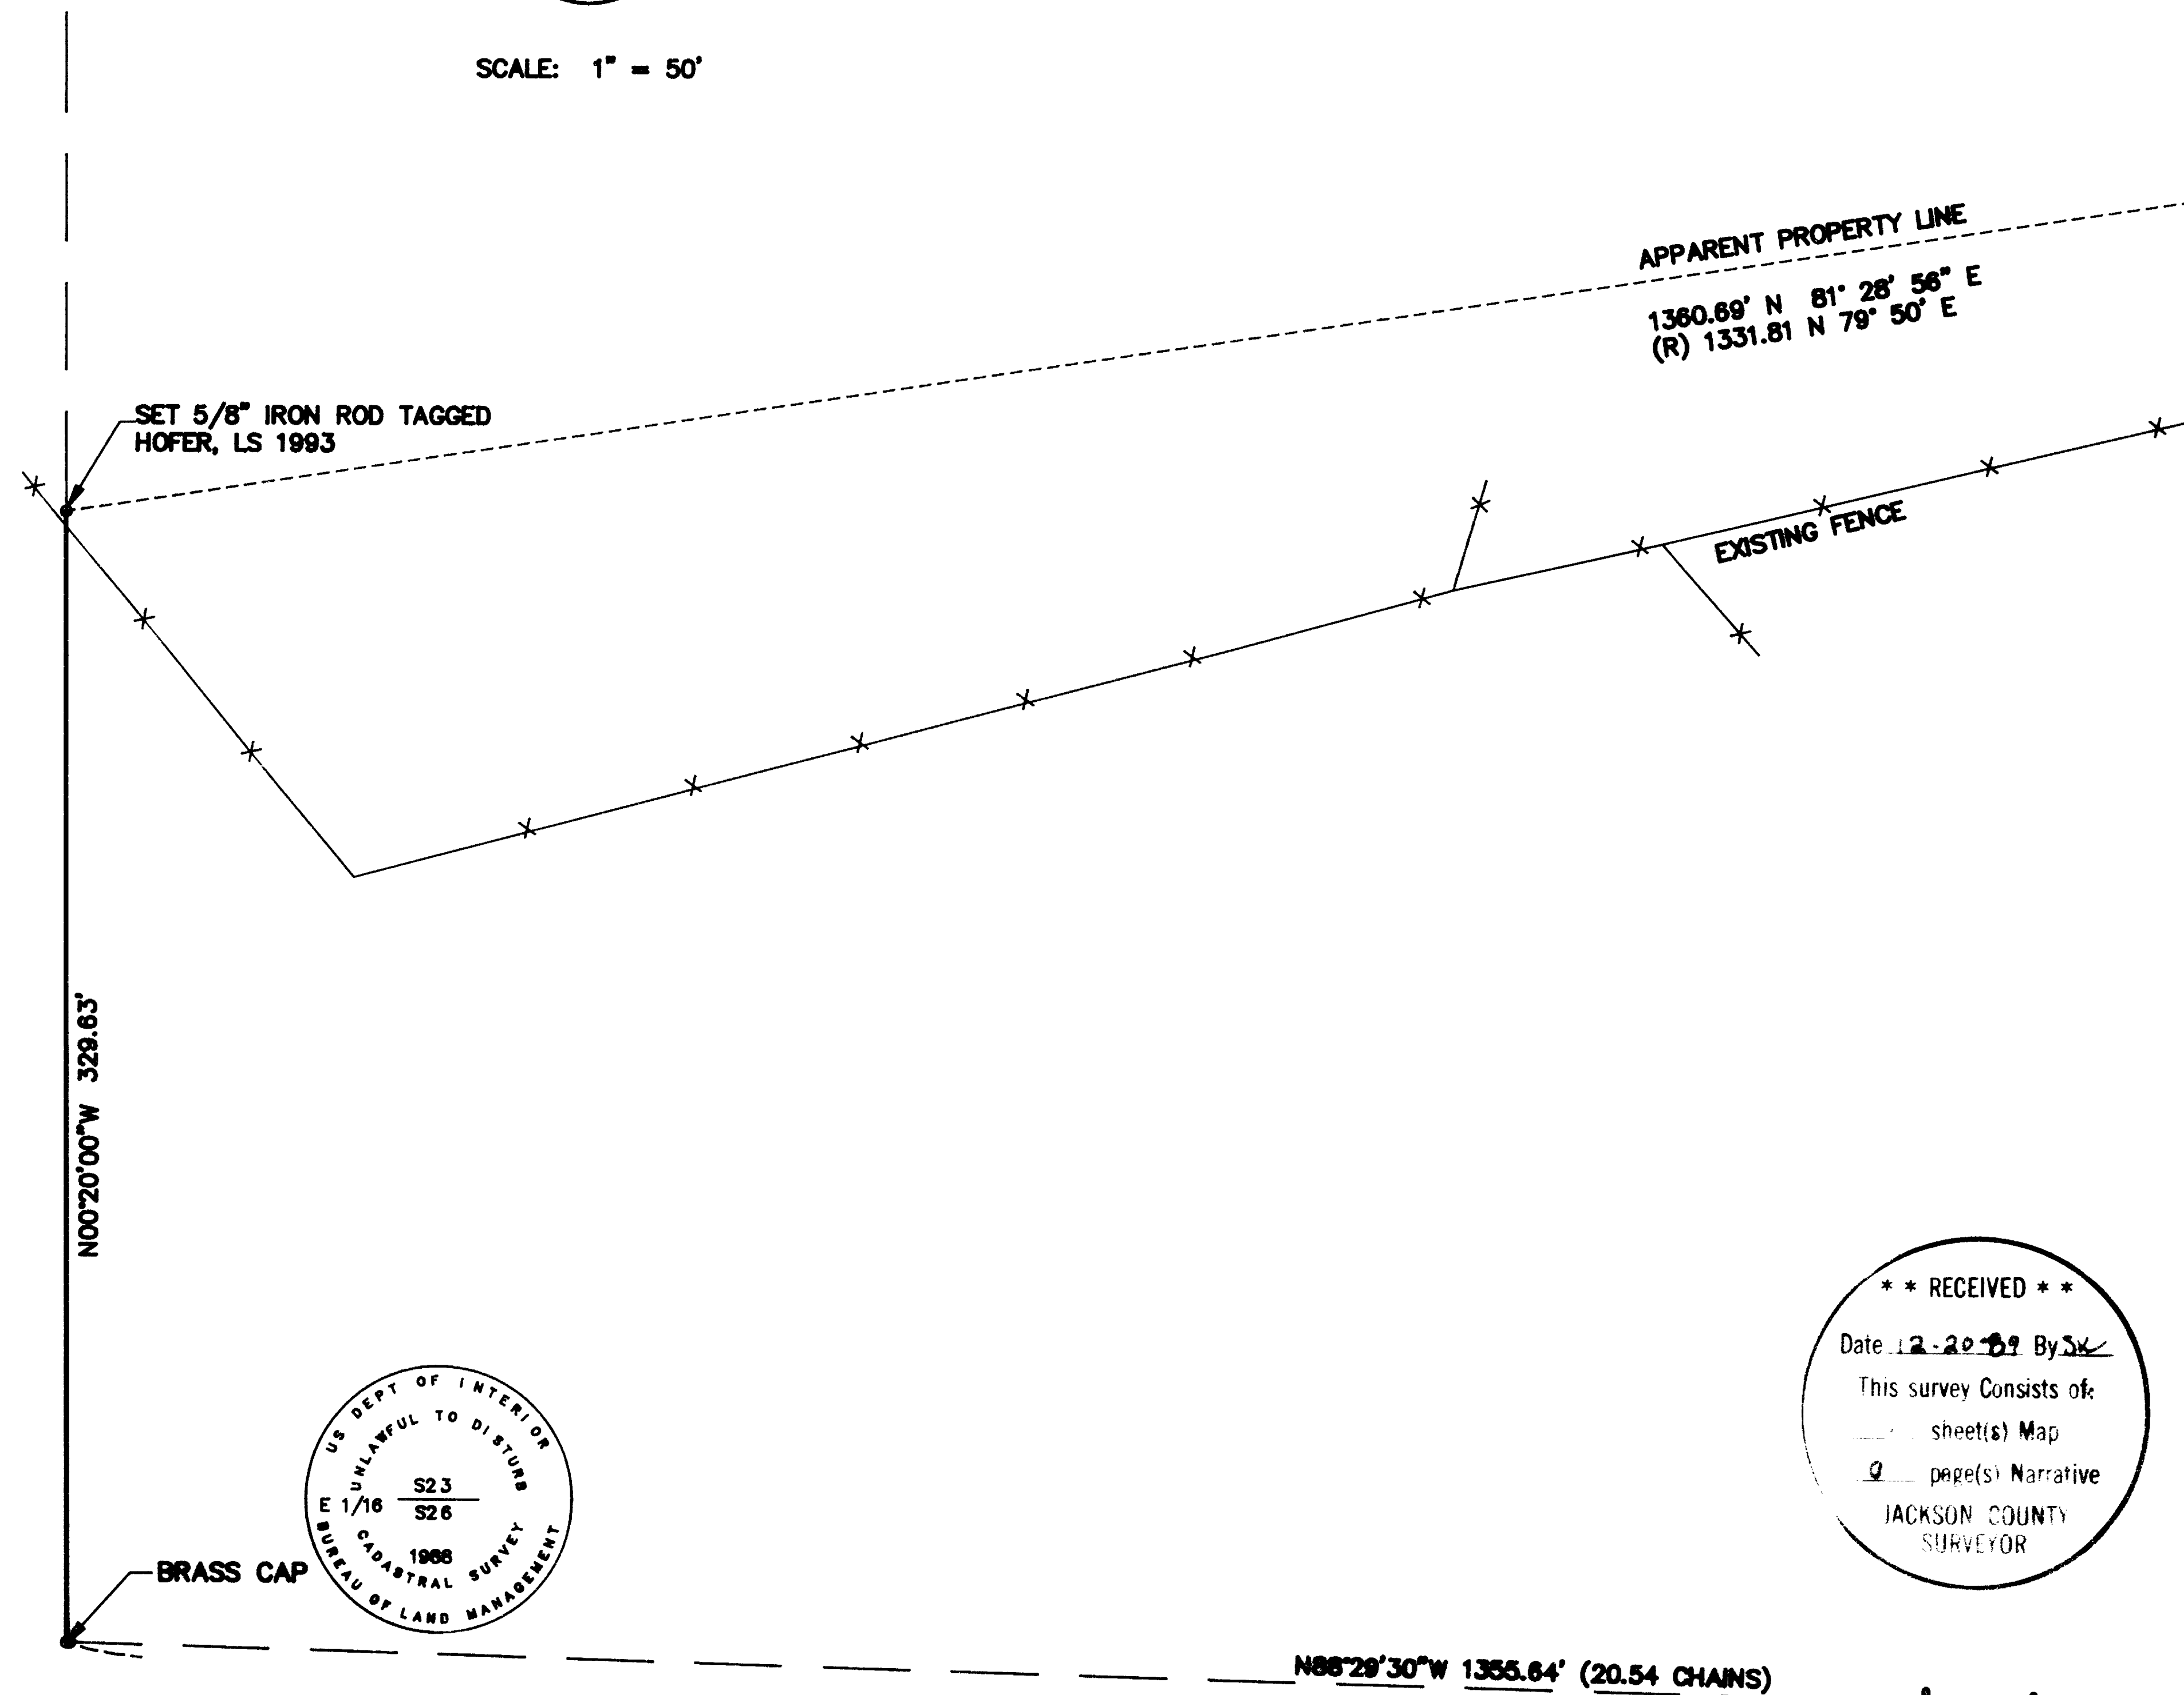 SCALE: 1" = 50'
APPARENT PROPERTY LINE
1360.69' N 81° 28' 56" E
(R) 1331.81 N 79° 50' E
SET 5/8" IRON ROD TAGGED
HOFER, LS 1993
EXISTING FENCE
N00°20'00"W 329.63'
US DEPT OF INTERIOR
UNLAWFUL TO DISTURB
S23
E 1/16
S26
1988
CADASTRAL SURVEY
BUREAU OF LAND MANAGEMENT
BRASS CAP
* * RECEIVED * *
Date 12-20-89 By SK
This survey Consists of:
sheet(s) Map
0 page(s) Narrative
JACKSON COUNTY
SURVEYOR
N88°29'30"W 1355.64' (20.54 CHAINS)